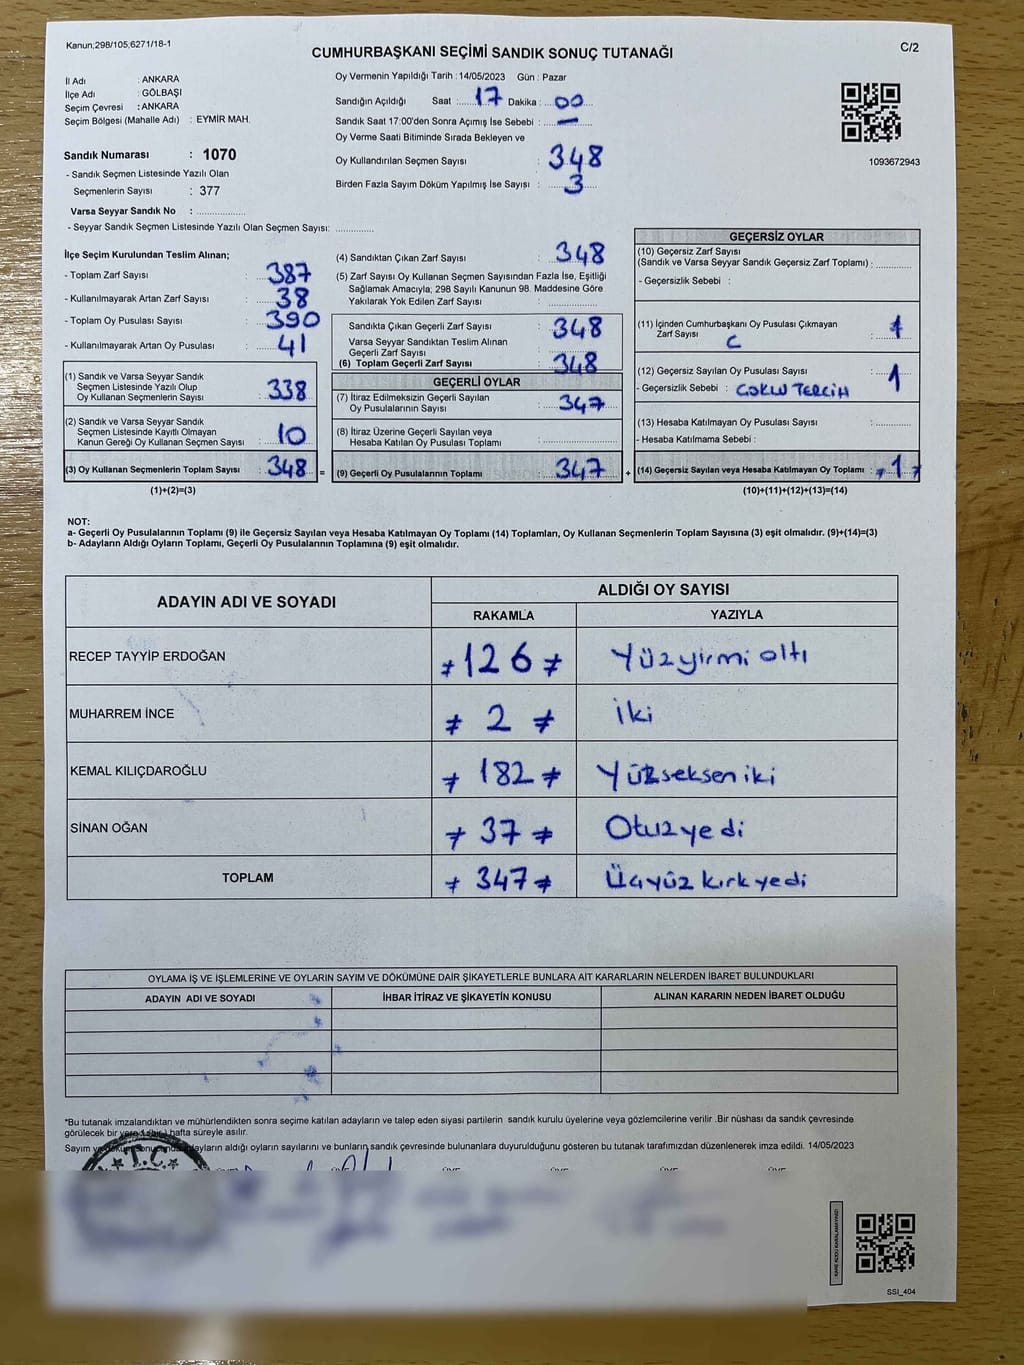 Kanun;298/105;6271/18-1
CUMHURBAŞKANI SEÇİMİ SANDIK SONUÇ TUTANAĞI
C/2
İl Adı : ANKARA
İlçe Adı : GÖLBAŞI
Seçim Çevresi : ANKARA
Seçim Bölgesi (Mahalle Adı) : EYMİR MAH.
Sandık Numarası : 1070
- Sandık Seçmen Listesinde Yazılı Olan
Seçmenlerin Sayısı : 377
Varsa Seyyar Sandık No :
- Seyyar Sandık Seçmen Listesinde Yazılı Olan Seçmen Sayısı:
Oy Vermenin Yapıldığı Tarih : 14/05/2023 Gün : Pazar
Sandığın Açıldığı Saat : 17 Dakika : 00
Sandık Saat 17:00'den Sonra Açımış İse Sebebi : —
Oy Verme Saati Bitiminde Sırada Bekleyen ve
Oy Kullandırılan Seçmen Sayısı : 348
Birden Fazla Sayım Döküm Yapılmış İse Sayısı : 3
1093672943
İlçe Seçim Kurulundan Teslim Alınan;
- Toplam Zarf Sayısı : 387
- Kullanılmayarak Artan Zarf Sayısı : 38
- Toplam Oy Pusulası Sayısı : 390
- Kullanılmayarak Artan Oy Pusulası : 41
(1) Sandık ve Varsa Seyyar Sandık
Seçmen Listesinde Yazılı Olup
Oy Kullanan Seçmenlerin Sayısı : 338
(2) Sandık ve Varsa Seyyar Sandık
Seçmen Listesinde Kayıtlı Olmayan
Kanun Gereği Oy Kullanan Seçmen Sayısı : 10
(3) Oy Kullanan Seçmenlerin Toplam Sayısı : 348 =
(1)+(2)=(3)
(4) Sandıktan Çıkan Zarf Sayısı : 348
(5) Zarf Sayısı Oy Kullanan Seçmen Sayısından Fazla İse, Eşitliği
Sağlamak Amacıyla; 298 Sayılı Kanunun 98. Maddesine Göre
Yakılarak Yok Edilen Zarf Sayısı :
Sandıkta Çıkan Geçerli Zarf Sayısı : 348
Varsa Seyyar Sandıktan Teslim Alınan
Geçerli Zarf Sayısı :
(6) Toplam Geçerli Zarf Sayısı : 348
GEÇERLİ OYLAR
(7) İtiraz Edilmeksizin Geçerli Sayılan
Oy Pusulalarının Sayısı : 347
(8) İtiraz Üzerine Geçerli Sayılan veya
Hesaba Katılan Oy Pusulası Toplamı :
(9) Geçerli Oy Pusulalarının Toplamı : 347 +
GEÇERSİZ OYLAR
(10) Geçersiz Zarf Sayısı
(Sandık ve Varsa Seyyar Sandık Geçersiz Zarf Toplamı) :
- Geçersizlik Sebebi :
(11) İçinden Cumhurbaşkanı Oy Pusulası Çıkmayan
Zarf Sayısı :
(12) Geçersiz Sayılan Oy Pusulası Sayısı : 1
- Geçersizlik Sebebi : ÇOKLU TERCİH
(13) Hesaba Katılmayan Oy Pusulası Sayısı :
- Hesaba Katılmama Sebebi :
(14) Geçersiz Sayılan veya Hesaba Katılmayan Oy Toplamı : 1
(10)+(11)+(12)+(13)=(14)
NOT:
a- Geçerli Oy Pusulalarının Toplamı (9) ile Geçersiz Sayılan veya Hesaba Katılmayan Oy Toplamı (14) Toplamları, Oy Kullanan Seçmenlerin Toplam Sayısına (3) eşit olmalıdır. (9)+(14)=(3)
b- Adayların Aldığı Oyların Toplamı, Geçerli Oy Pusulalarının Toplamına (9) eşit olmalıdır.
ADAYIN ADI VE SOYADI
ALDIĞI OY SAYISI
RAKAMLA YAZIYLA
RECEP TAYYİP ERDOĞAN ≠ 126 ≠ Yüzyirmi altı
MUHARREM İNCE ≠ 2 ≠ İki
KEMAL KILIÇDAROĞLU ≠ 182 ≠ Yüzseksen iki
SİNAN OĞAN ≠ 37 ≠ Otuzyedi
TOPLAM ≠ 347 ≠ Üçyüz kırkyedi
OYLAMA İŞ VE İŞLEMLERİNE VE OYLARIN SAYIM VE DÖKÜMÜNE DAİR ŞİKAYETLERLE BUNLARA AİT KARARLARIN NELERDEN İBARET BULUNDUKLARI
ADAYIN ADI VE SOYADI İHBAR İTİRAZ VE ŞİKAYETİN KONUSU ALINAN KARARIN NEDEN İBARET OLDUĞU
*Bu tutanak imzalandıktan ve mühürlendikten sonra seçime katılan adayların ve talep eden siyasi partilerin sandık kurulu üyelerine veya gözlemcilerine verilir .Bir nüshası da sandık çevresinde
görülecek bir yere 1 (bir) hafta süreyle asılır.
Sayım ve döküm sonucunda adayların aldığı oyların sayılarını ve bunların sandık çevresinde bulunanlara duyurulduğunu gösteren bu tutanak tarafımızdan düzenlenerek imza edildi. 14/05/2023
T.C.
KARE KODU KARALAMAYINIZ!
SSI_404